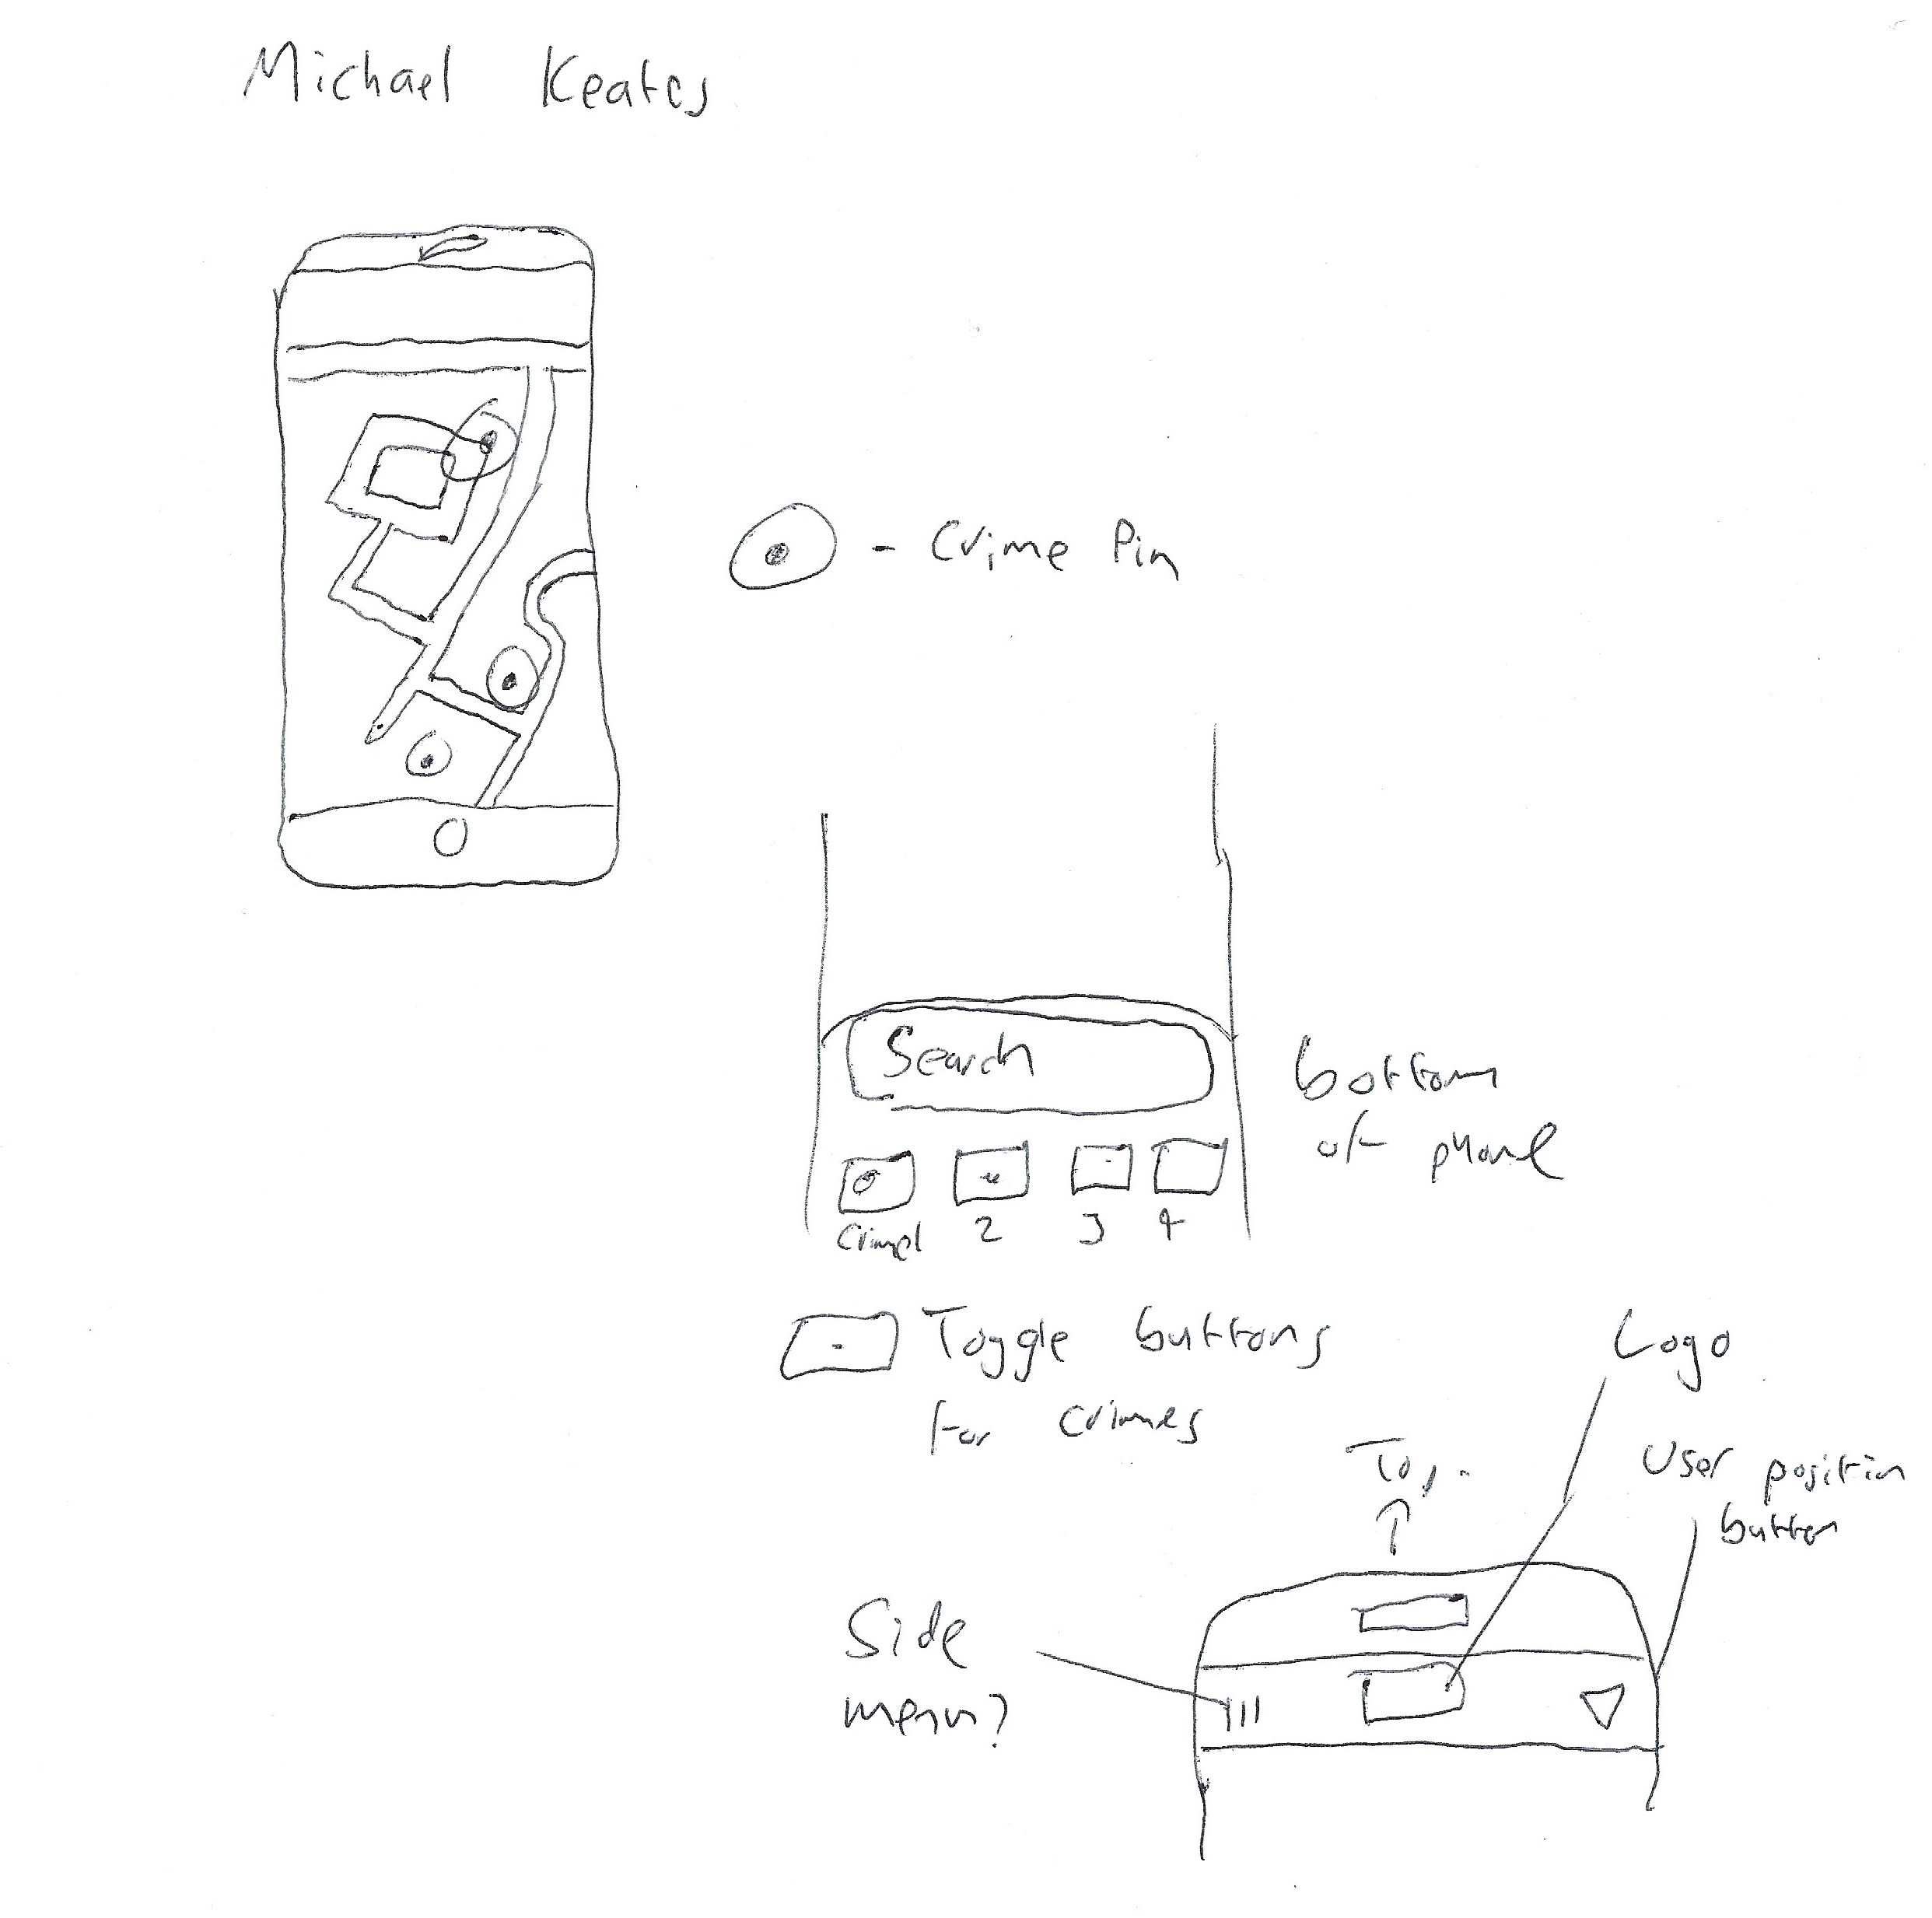 Michael Keates
- Crime Pin
Search
bottom
of phone
Crime1 2 3 4
Toggle buttons
for crimes
Logo
Top.
User position
button
Side
menu?